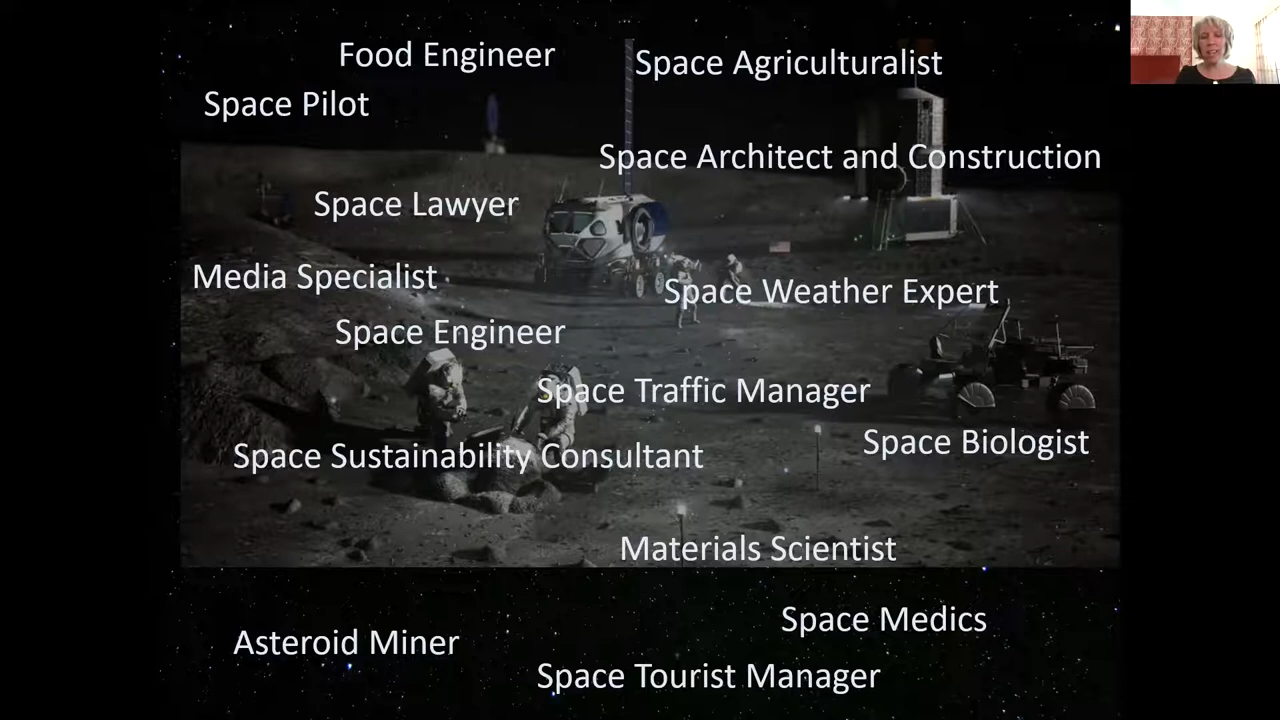 Food Engineer
Space Agriculturalist
Space Pilot
Space Architect and Construction
Space Lawyer
Media Specialist
Space Weather Expert
Space Engineer
Space Traffic Manager
Space Biologist
Space Sustainability Consultant
Materials Scientist
Space Medics
Asteroid Miner
Space Tourist Manager